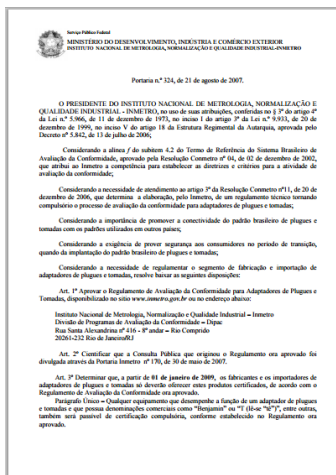 Serviço Público Federal
MINISTÉRIO DO DESENVOLVIMENTO, INDÚSTRIA E COMÉRCIO EXTERIOR
INSTITUTO NACIONAL DE METROLOGIA, NORMALIZAÇÃO E QUALIDADE INDUSTRIAL-INMETRO
Portaria n.º 324, de 21 de agosto de 2007.
O PRESIDENTE DO INSTITUTO NACIONAL DE METROLOGIA, NORMALIZAÇÃO E
QUALIDADE INDUSTRIAL - INMETRO, no uso de suas atribuições, conferidas no § 3º do artigo 4º
da Lei n.º 5.966, de 11 de dezembro de 1973, no inciso I do artigo 3º da Lei n.º 9.933, de 20 de
dezembro de 1999, no inciso V do artigo 18 da Estrutura Regimental da Autarquia, aprovada pelo
Decreto nº 5.842, de 13 de julho de 2006;
Considerando a alínea f do subitem 4.2 do Termo de Referência do Sistema Brasileiro de
Avaliação da Conformidade, aprovado pela Resolução Conmetro nº 04, de 02 de dezembro de 2002,
que atribui ao Inmetro a competência para estabelecer as diretrizes e critérios para a atividade de
avaliação da conformidade;
Considerando a necessidade de atendimento ao artigo 3º da Resolução Conmetro nº11, de 20 de
dezembro de 2006, que determina a elaboração, pelo Inmetro, de um regulamento técnico tornando
compulsório o processo de avaliação da conformidade para adaptadores de plugues e tomadas;
Considerando a importância de promover a conectividade do padrão brasileiro de plugues e
tomadas com os padrões utilizados em outros países;
Considerando a exigência de prover segurança aos consumidores no período de transição,
quando da implantação do padrão brasileiro de plugues e tomadas;
Considerando a necessidade de regulamentar o segmento de fabricação e importação de
adaptadores de plugues e tomadas, resolve baixar as seguintes disposições:
Art. 1º Aprovar o Regulamento de Avaliação da Conformidade para Adaptadores de Plugues e
Tomadas, disponibilizado no sítio www.inmetro.gov.br ou no endereço abaixo:
Instituto Nacional de Metrologia, Normalização e Qualidade Industrial – Inmetro
Divisão de Programas de Avaliação da Conformidade – Dipac
Rua Santa Alexandrina nº 416 - 8º andar – Rio Comprido
20261-232 Rio de Janeiro/RJ
Art. 2º Cientificar que a Consulta Pública que originou o Regulamento ora aprovado foi
divulgada através da Portaria Inmetro nº 170, de 30 de maio de 2007.
Art. 3º Determinar que, a partir de 01 de janeiro de 2009, os fabricantes e os importadores de
adaptadores de plugues e tomadas só deverão oferecer estes produtos certificados, de acordo com o
Regulamento de Avaliação da Conformidade ora aprovado.
Parágrafo Único – Qualquer equipamento que desempenhe a função de um adaptador de plugues
e tomadas e que possua denominações comerciais como "Benjamin" ou "T (lê-se "tê")", entre outras,
também será passível de certificação compulsória, conforme estabelecido no Regulamento ora
aprovado.